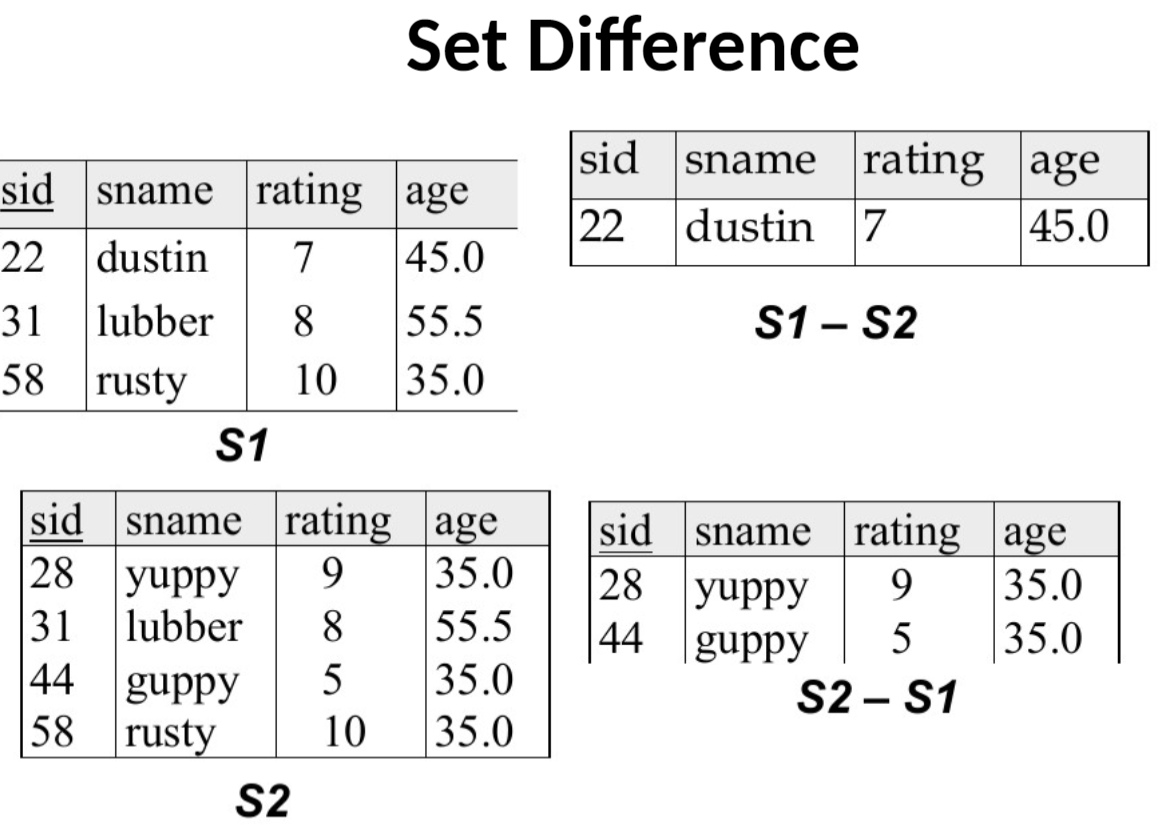 Set Difference
sid sname rating age
22 dustin 7 45.0
31 lubber 8 55.5
58 rusty 10 35.0
S1
sid sname rating age
22 dustin 7 45.0
S1 – S2
sid sname rating age
28 yuppy 9 35.0
31 lubber 8 55.5
44 guppy 5 35.0
58 rusty 10 35.0
S2
sid sname rating age
28 yuppy 9 35.0
44 guppy 5 35.0
S2 – S1